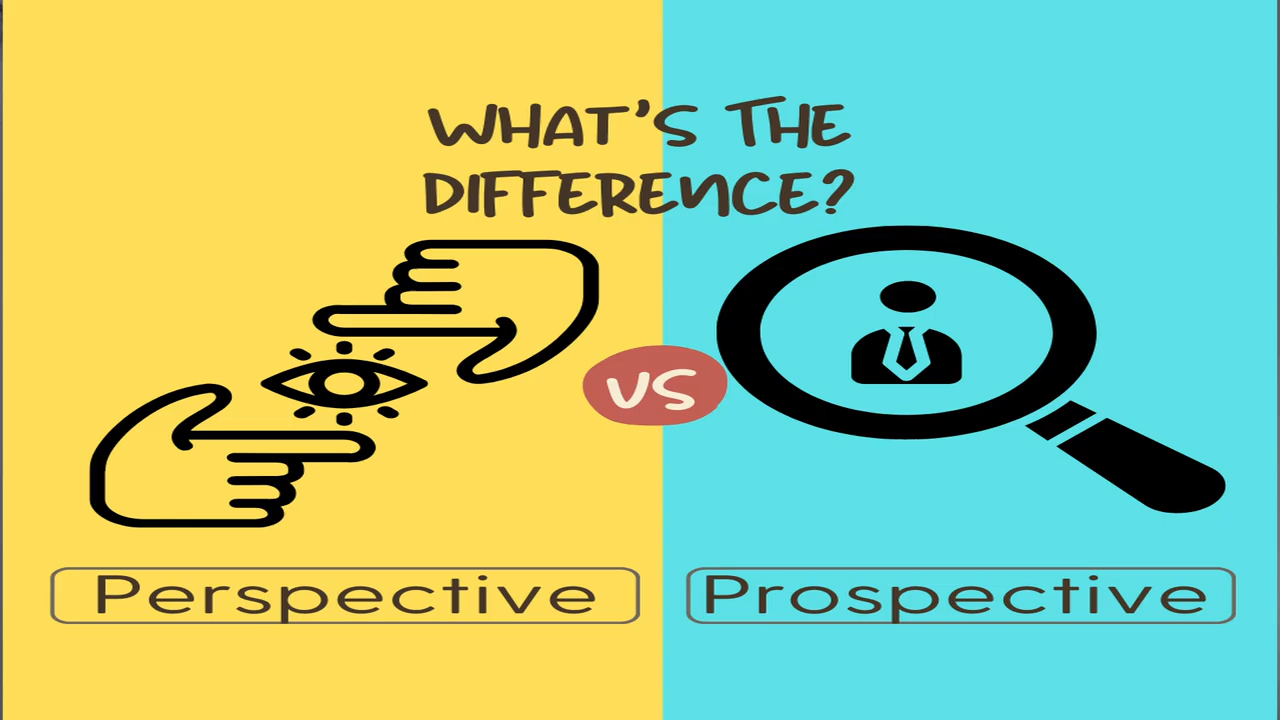 WHAT'S THE
DIFFERENCE?
VS
Perspective
Prospective